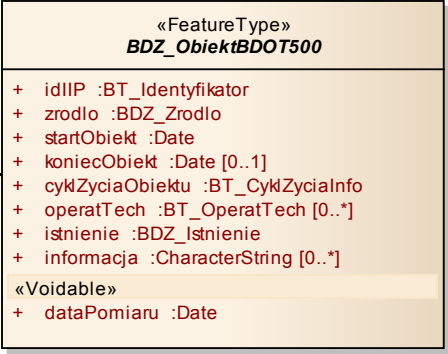 «FeatureType»
BDZ_ObiektBDOT500
+ idIIP :BT_Identyfikator
+ zrodlo :BDZ_Zrodlo
+ startObiekt :Date
+ koniecObiekt :Date [0..1]
+ cyklZyciaObiektu :BT_CyklZyciaInfo
+ operatTech :BT_OperatTech [0..*]
+ istnienie :BDZ_Istnienie
+ informacja :CharacterString [0..*]
«Voidable»
+ dataPomiaru :Date